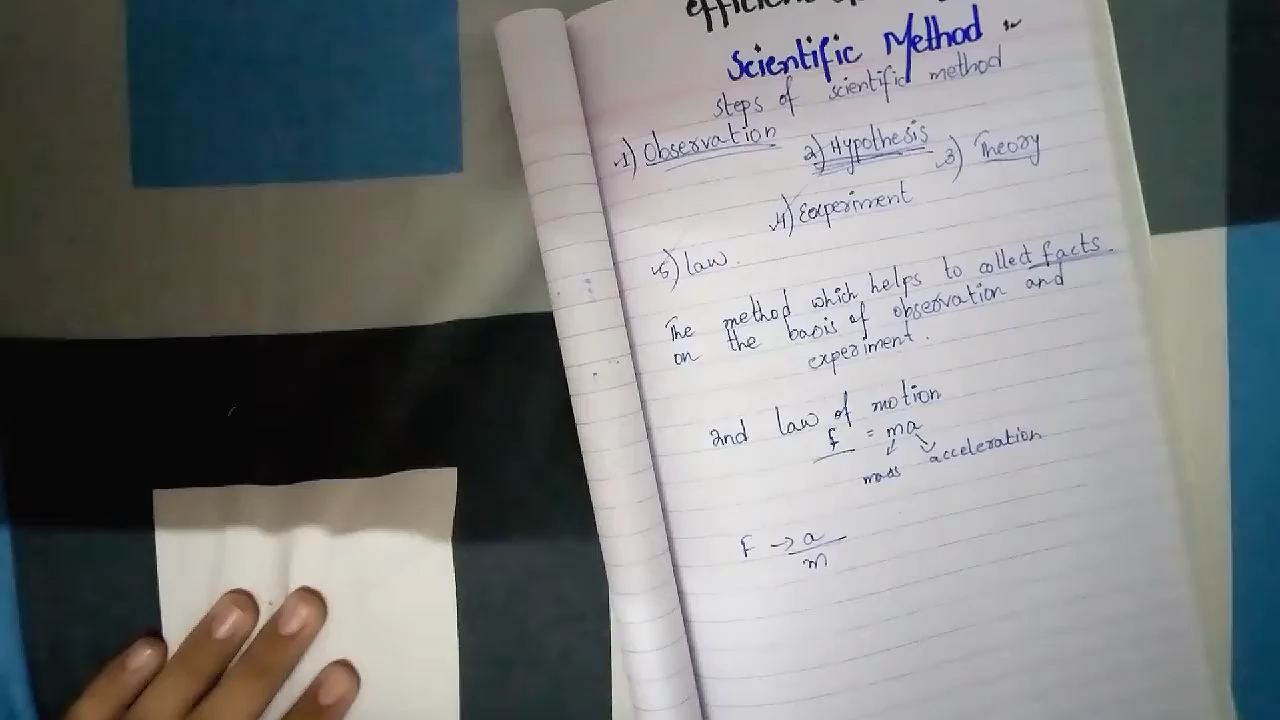 Scientific Method
steps of scientific method
1) Observation 2) Hypothesis 3) Theory
4) Experiment
5) law.
The method which helps to collect facts
on the basis of observation and
experiment.
2nd law of motion
f = ma
mass acceleration
F → a
m